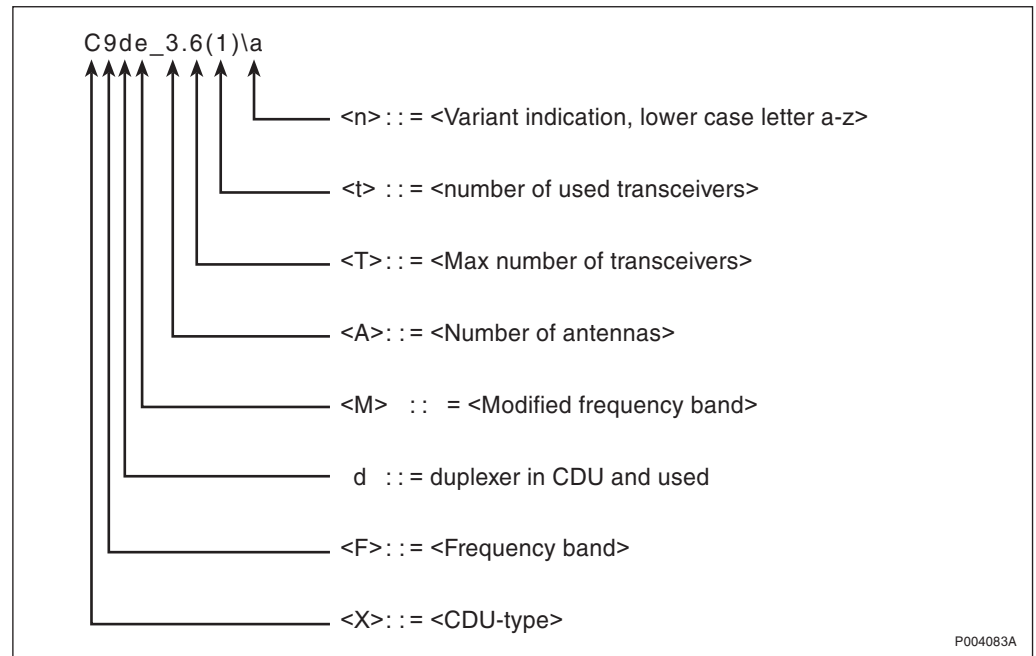 C9de_3.6(1)\a
<n>: : = <Variant indication, lower case letter a-z>
<t> : : = <number of used transceivers>
<T>: : = <Max number of transceivers>
<A>: : = <Number of antennas>
<M> : : = <Modified frequency band>
d : : = duplexer in CDU and used
<F>: : = <Frequency band>
<X>: : = <CDU-type>
P004083A